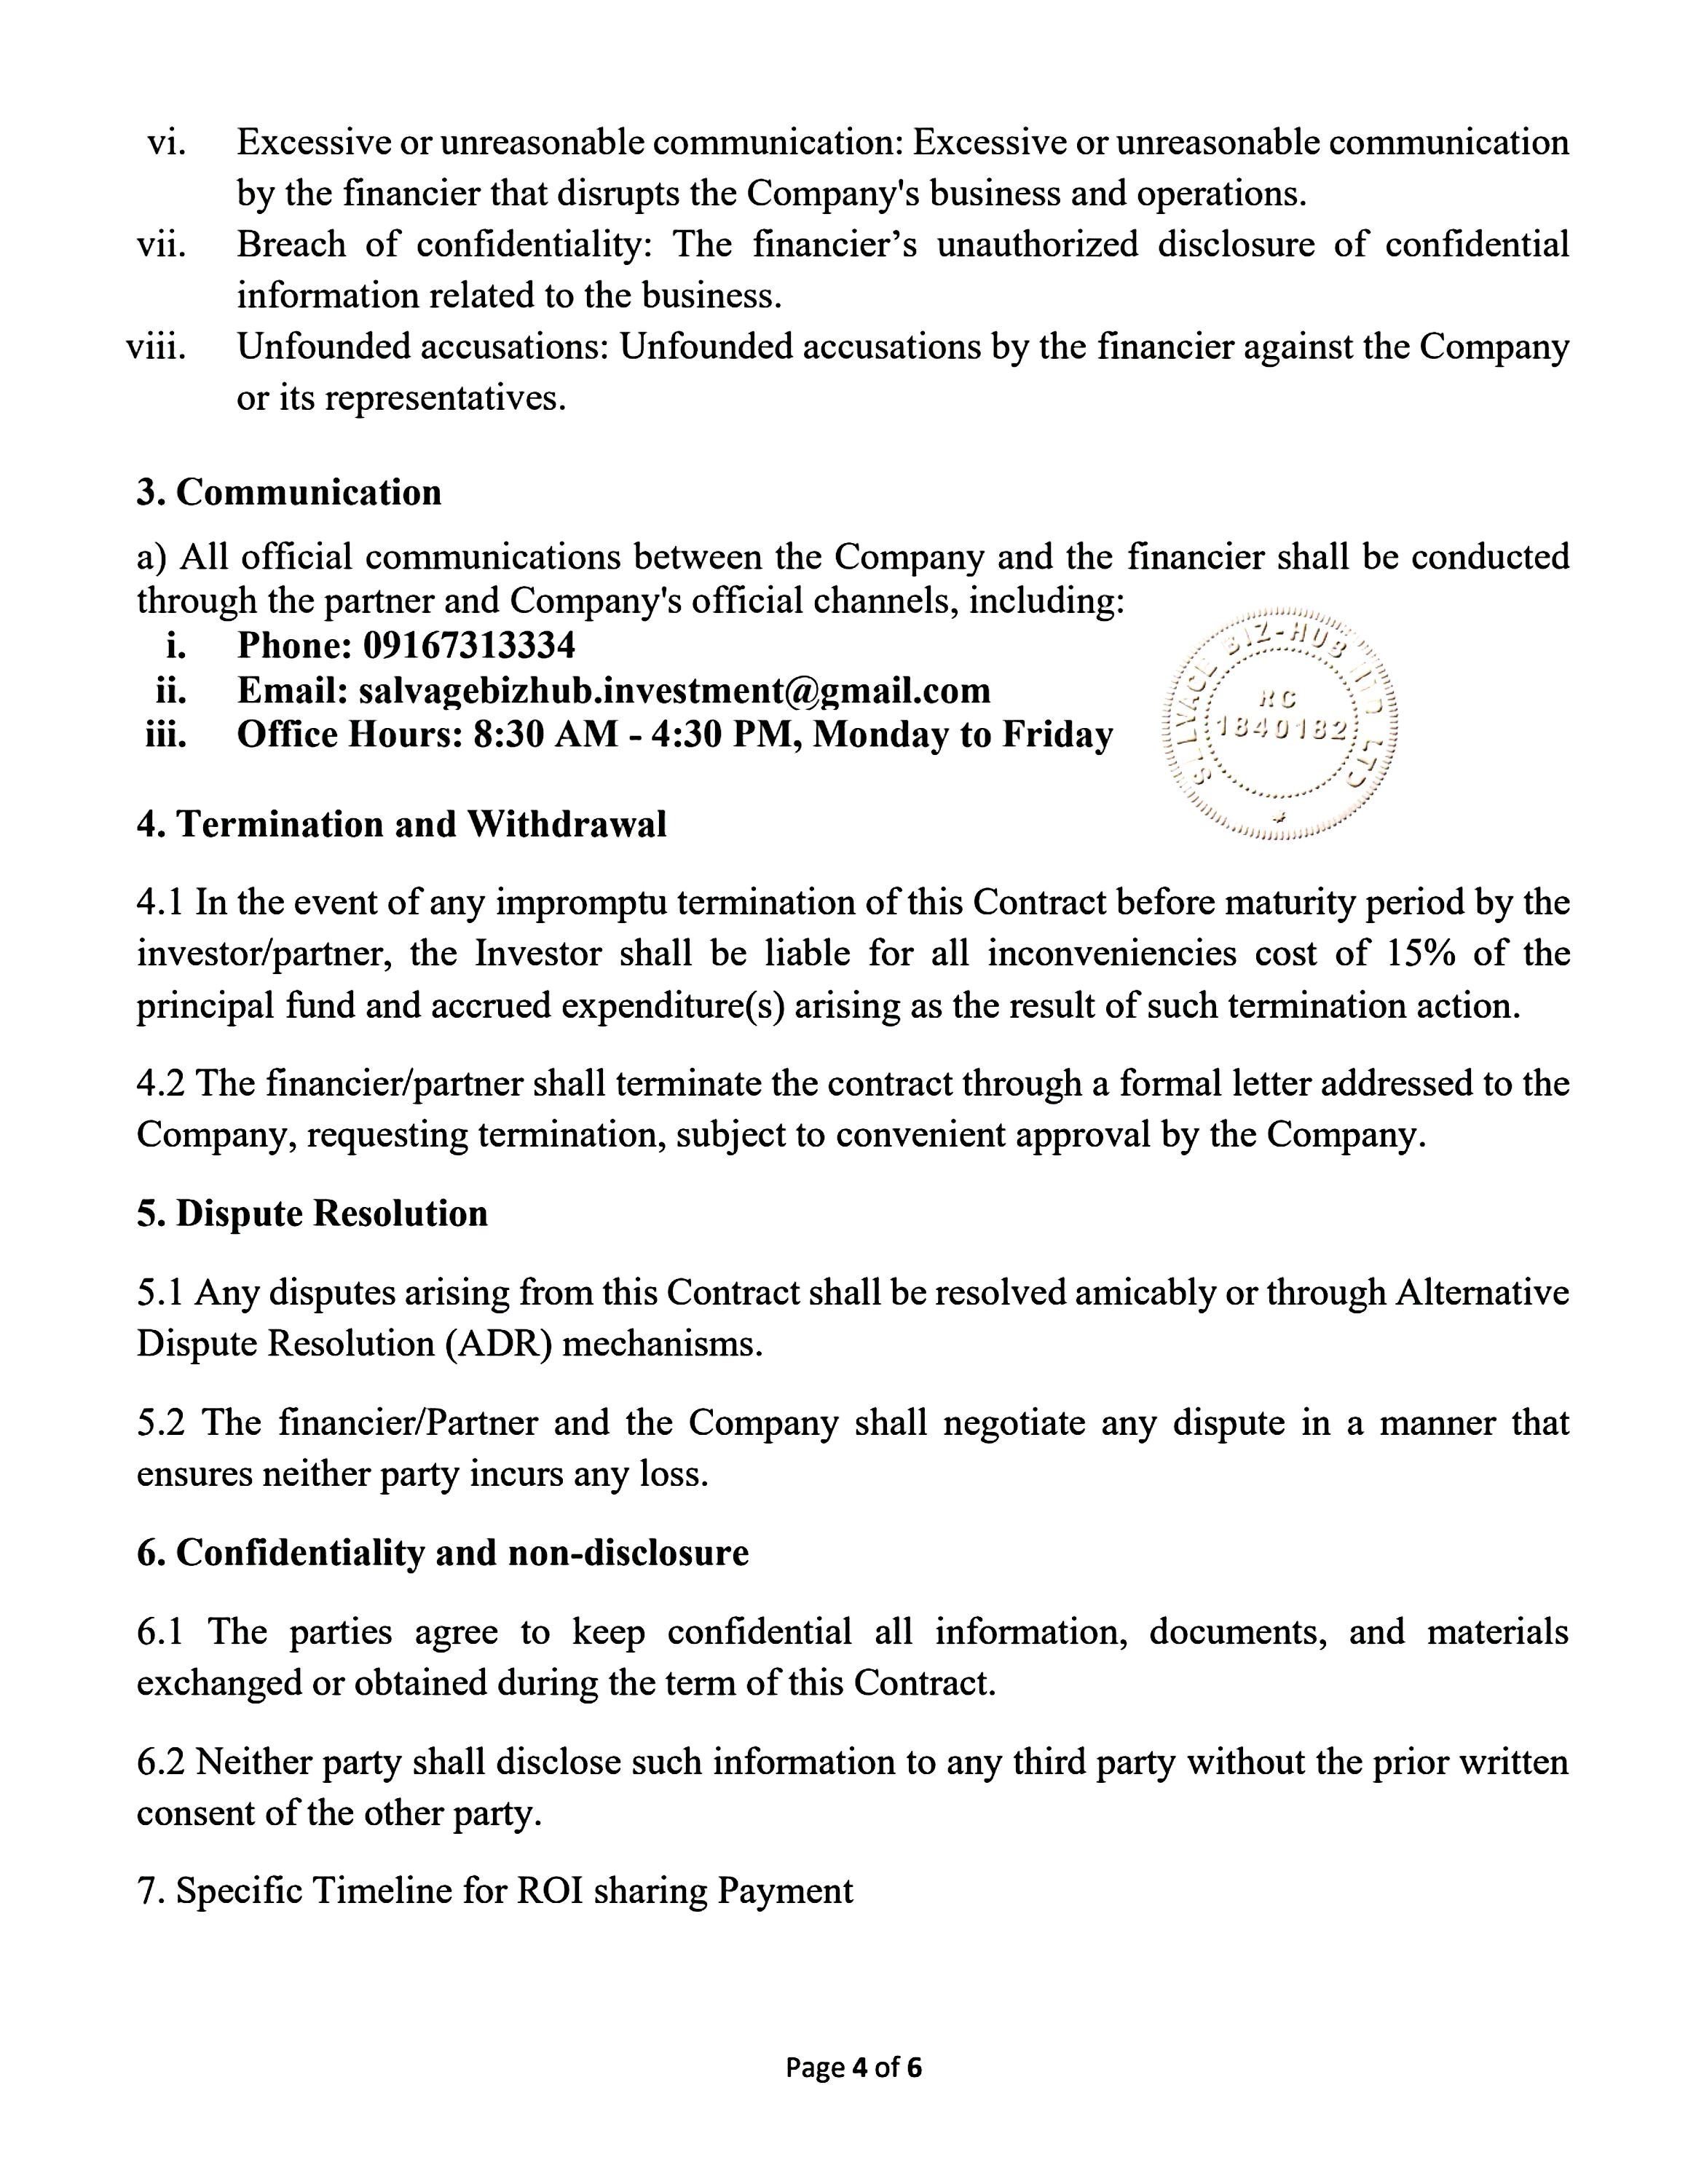 vi. Excessive or unreasonable communication: Excessive or unreasonable communication
by the financier that disrupts the Company's business and operations.
vii. Breach of confidentiality: The financier’s unauthorized disclosure of confidential
information related to the business.
viii. Unfounded accusations: Unfounded accusations by the financier against the Company
or its representatives.
3. Communication
a) All official communications between the Company and the financier shall be conducted
through the partner and Company's official channels, including:
i. Phone: 09167313334
ii. Email: salvagebizhub.investment@gmail.com
iii. Office Hours: 8:30 AM - 4:30 PM, Monday to Friday
BIZ-HUB
LTD
RC
1840182
4. Termination and Withdrawal
4.1 In the event of any impromptu termination of this Contract before maturity period by the
investor/partner, the Investor shall be liable for all inconveniencies cost of 15% of the
principal fund and accrued expenditure(s) arising as the result of such termination action.
4.2 The financier/partner shall terminate the contract through a formal letter addressed to the
Company, requesting termination, subject to convenient approval by the Company.
5. Dispute Resolution
5.1 Any disputes arising from this Contract shall be resolved amicably or through Alternative
Dispute Resolution (ADR) mechanisms.
5.2 The financier/Partner and the Company shall negotiate any dispute in a manner that
ensures neither party incurs any loss.
6. Confidentiality and non-disclosure
6.1 The parties agree to keep confidential all information, documents, and materials
exchanged or obtained during the term of this Contract.
6.2 Neither party shall disclose such information to any third party without the prior written
consent of the other party.
7. Specific Timeline for ROI sharing Payment
Page 4 of 6